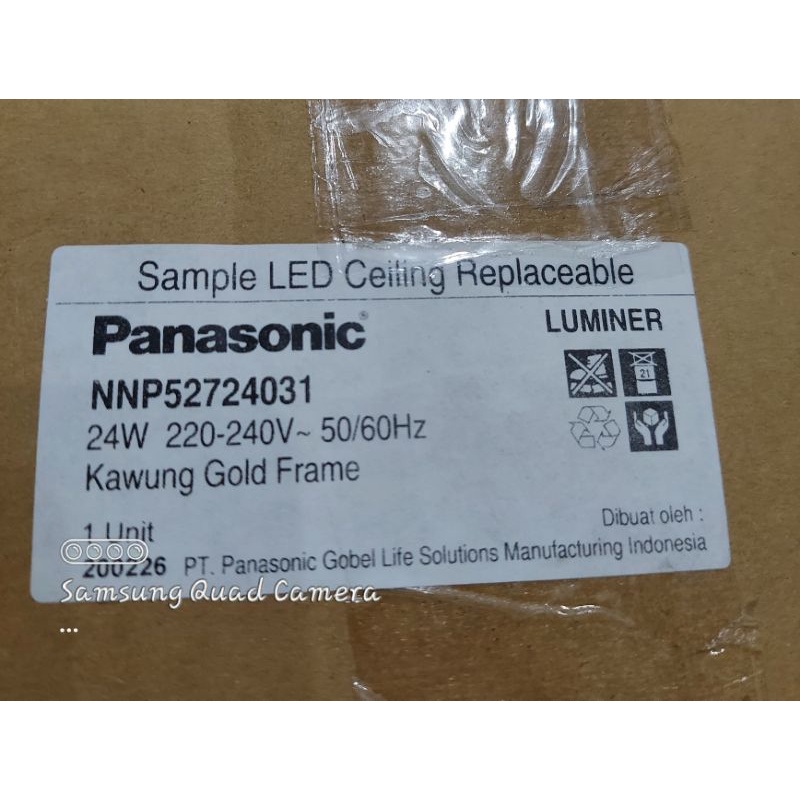 Sample LED Ceiling Replaceable
Panasonic®
LUMINER
NNP52724031
21
24W 220-240V~ 50/60Hz
Kawung Gold Frame
1 Unit
Dibuat oleh :
200226 PT. Panasonic Gobel Life Solutions Manufacturing Indonesia
Samsung Quad Camera
...